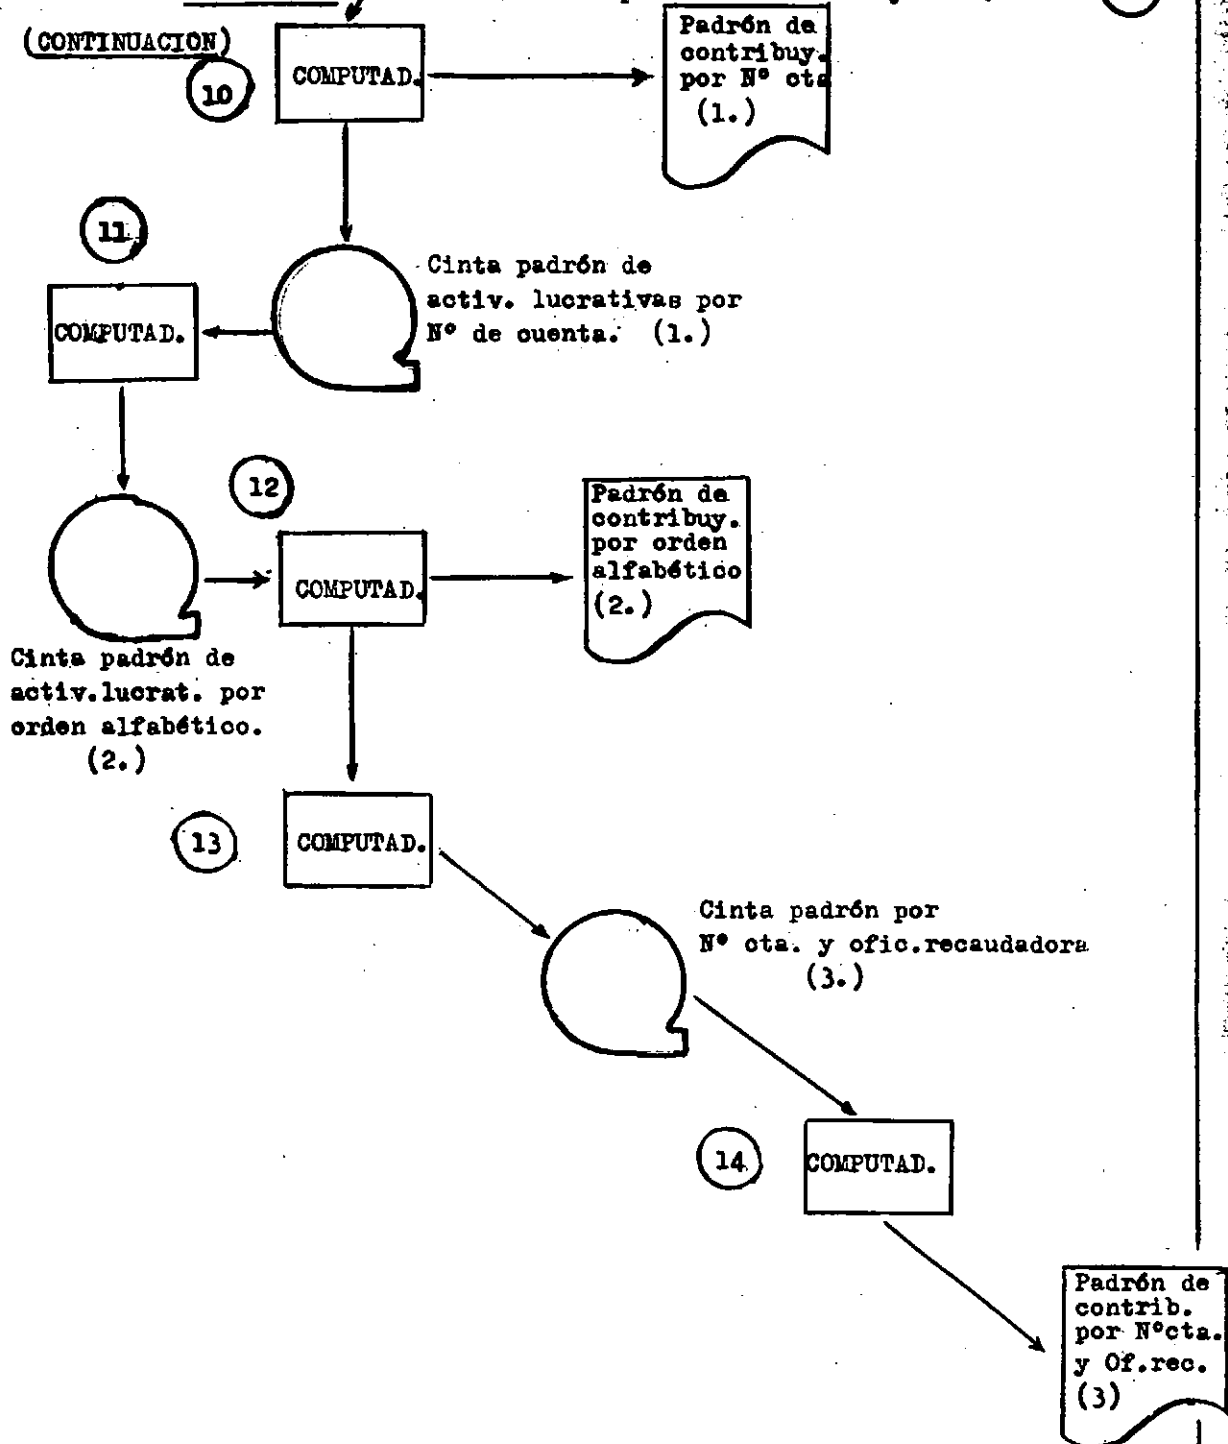 (CONTINUACION)
10
COMPUTAD.
Padrón de
contribuy.
por Nº cta
(1.)
11
COMPUTAD.
Cinta padrón de
activ. lucrativas por
Nº de cuenta. (1.)
12
COMPUTAD.
Padrón de
contribuy.
por orden
alfabético
(2.)
Cinta padrón de
activ.lucrat. por
orden alfabético.
(2.)
13
COMPUTAD.
Cinta padrón por
Nº cta. y ofic.recaudadora
(3.)
14
COMPUTAD.
Padrón de
contrib.
por Nºcta.
y Of.rec.
(3)